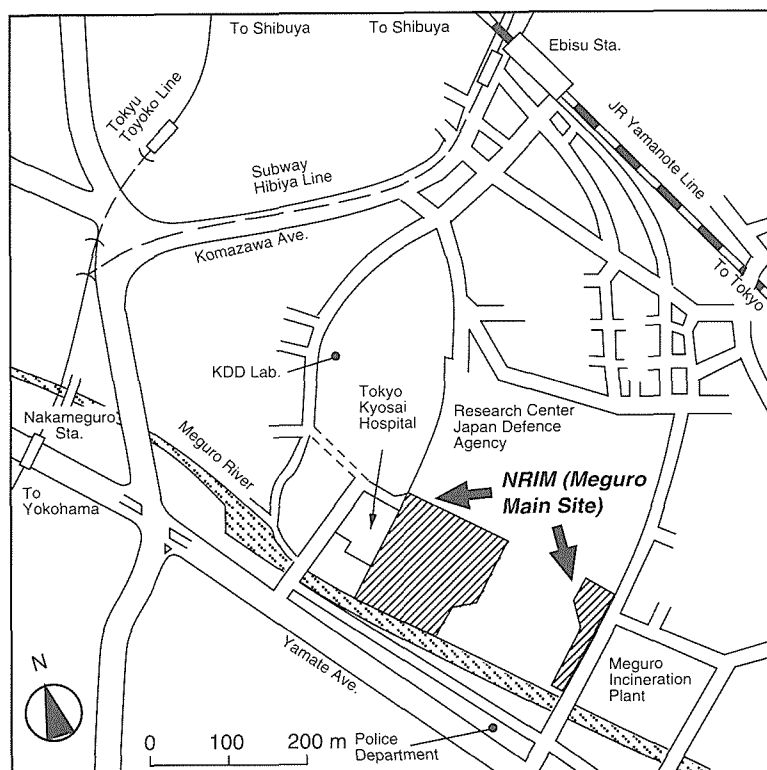 To Shibuya
To Shibuya
Ebisu Sta.
Tokyu
Toyoko Line
JR Yamanote Line
Subway
Hibiya Line
Komazawa Ave.
To Tokyo
KDD Lab.
Tokyo
Kyosai
Hospital
Research Center
Japan Defence
Agency
Nakameguro
Sta.
Meguro River
NRIM (Meguro
Main Site)
To
Yokohama
Yamate Ave.
Meguro
Incineration
Plant
N
0 100 200 m
Police
Department